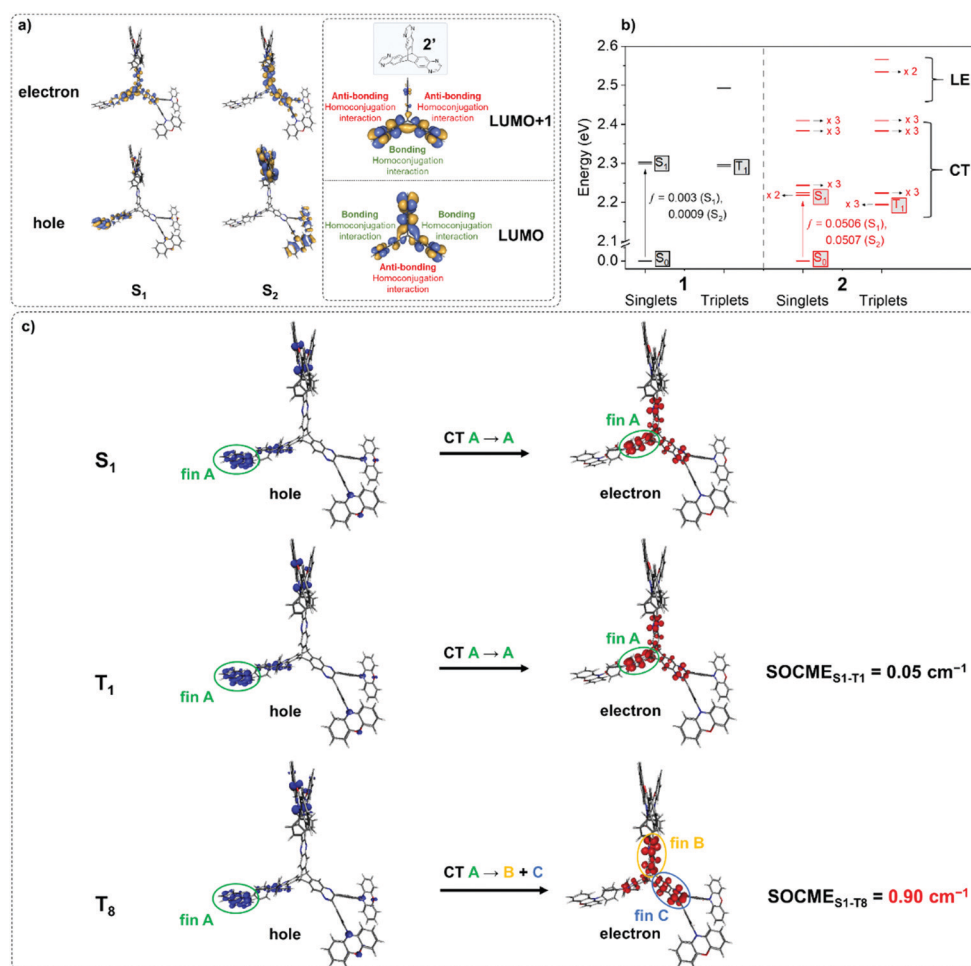 a)
electron
hole
S1
S2
2'
Anti-bonding
Homoconjugation
interaction
Anti-bonding
Homoconjugation
interaction
LUMO+1
Bonding
Homoconjugation
interaction
Bonding
Homoconjugation
interaction
Bonding
Homoconjugation
interaction
LUMO
Anti-bonding
Homoconjugation
interaction
b)
Energy (eV)
2.6
2.5
2.4
2.3
2.2
2.1
0.0
S1
T1
f = 0.003 (S1),
0.0009 (S2)
S0
x 2
LE
x 3
x 3
x 3
x 3
CT
x 3
x 2
S1
x 3
x 3
T1
f = 0.0506 (S1),
0.0507 (S2)
S0
1
2
Singlets
Triplets
Singlets
Triplets
c)
S1
fin A
hole
CT A → A
fin A
electron
T1
fin A
hole
CT A → A
fin A
electron
SOCME S1-T1 = 0.05 cm⁻¹
T8
fin A
hole
CT A → B + C
fin B
fin C
electron
SOCME S1-T8 = 0.90 cm⁻¹